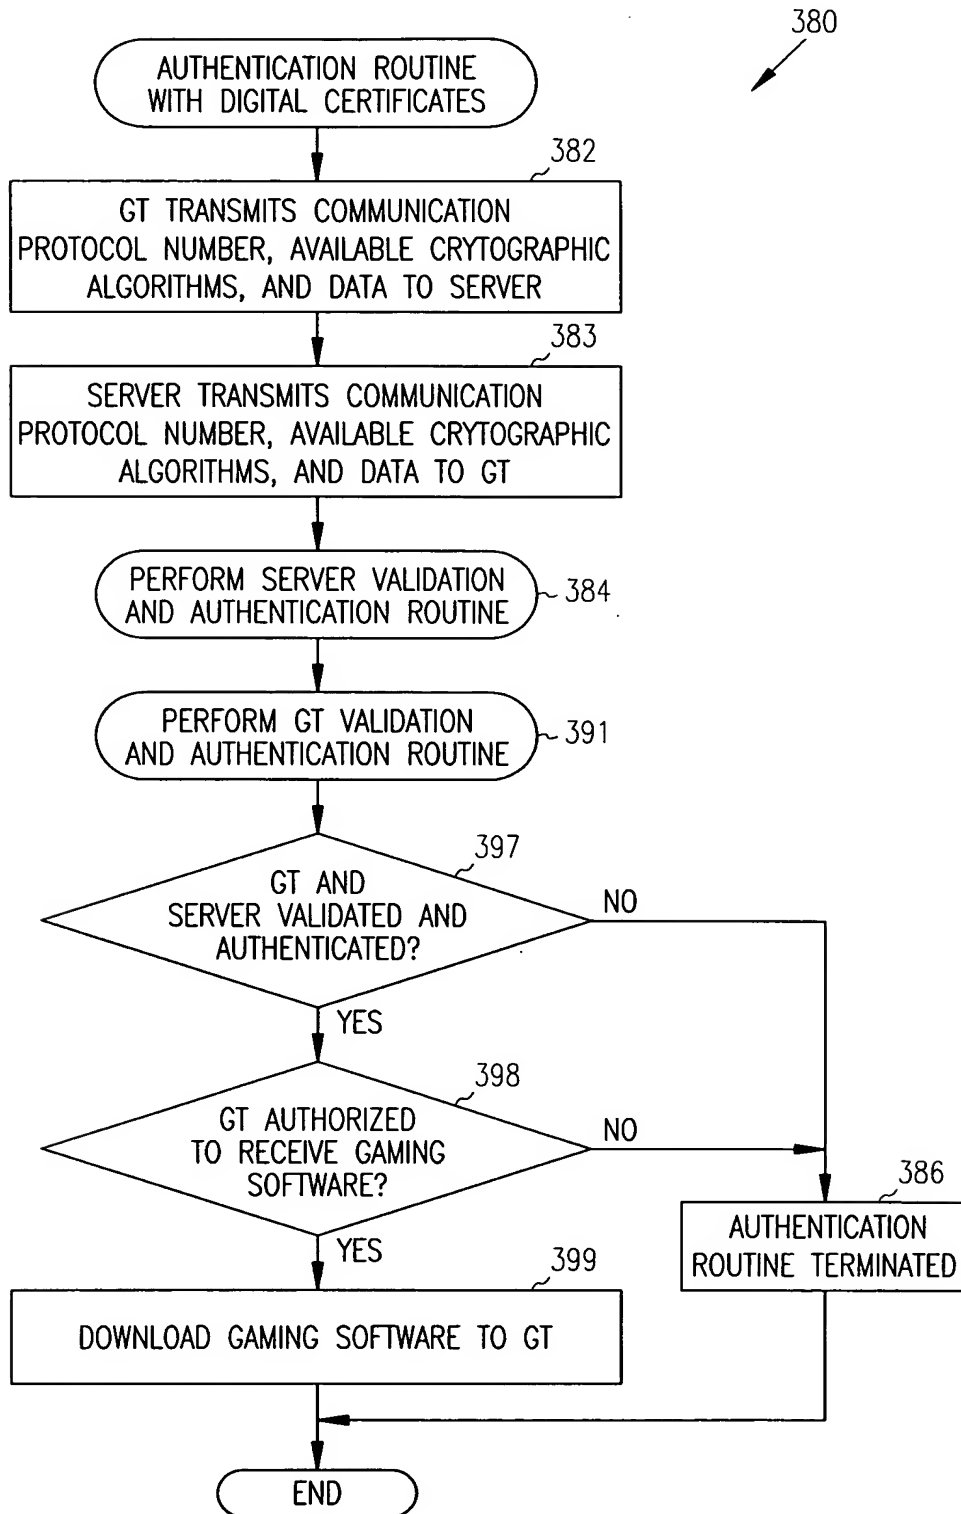 380
AUTHENTICATION ROUTINE
WITH DIGITAL CERTIFICATES
382
GT TRANSMITS COMMUNICATION
PROTOCOL NUMBER, AVAILABLE CRYTOGRAPHIC
ALGORITHMS, AND DATA TO SERVER
383
SERVER TRANSMITS COMMUNICATION
PROTOCOL NUMBER, AVAILABLE CRYTOGRAPHIC
ALGORITHMS, AND DATA TO GT
PERFORM SERVER VALIDATION
AND AUTHENTICATION ROUTINE
384
PERFORM GT VALIDATION
AND AUTHENTICATION ROUTINE
391
397
GT AND
SERVER VALIDATED AND
AUTHENTICATED?
NO
YES
398
GT AUTHORIZED
TO RECEIVE GAMING
SOFTWARE?
NO
YES
386
AUTHENTICATION
ROUTINE TERMINATED
399
DOWNLOAD GAMING SOFTWARE TO GT
END